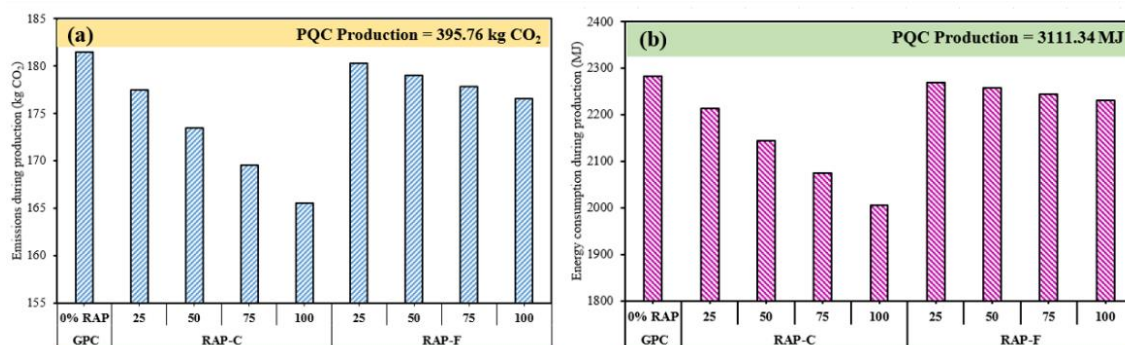 (a)
PQC Production = 395.76 kg CO₂
Emissions during production (kg CO₂)
185
180
175
170
165
160
155
0% RAP 25 50 75 100 25 50 75 100
GPC RAP-C RAP-F
(b)
PQC Production = 3111.34 MJ
Energy consumption during production (MJ)
2400
2300
2200
2100
2000
1900
1800
0% RAP 25 50 75 100 25 50 75 100
GPC RAP-C RAP-F